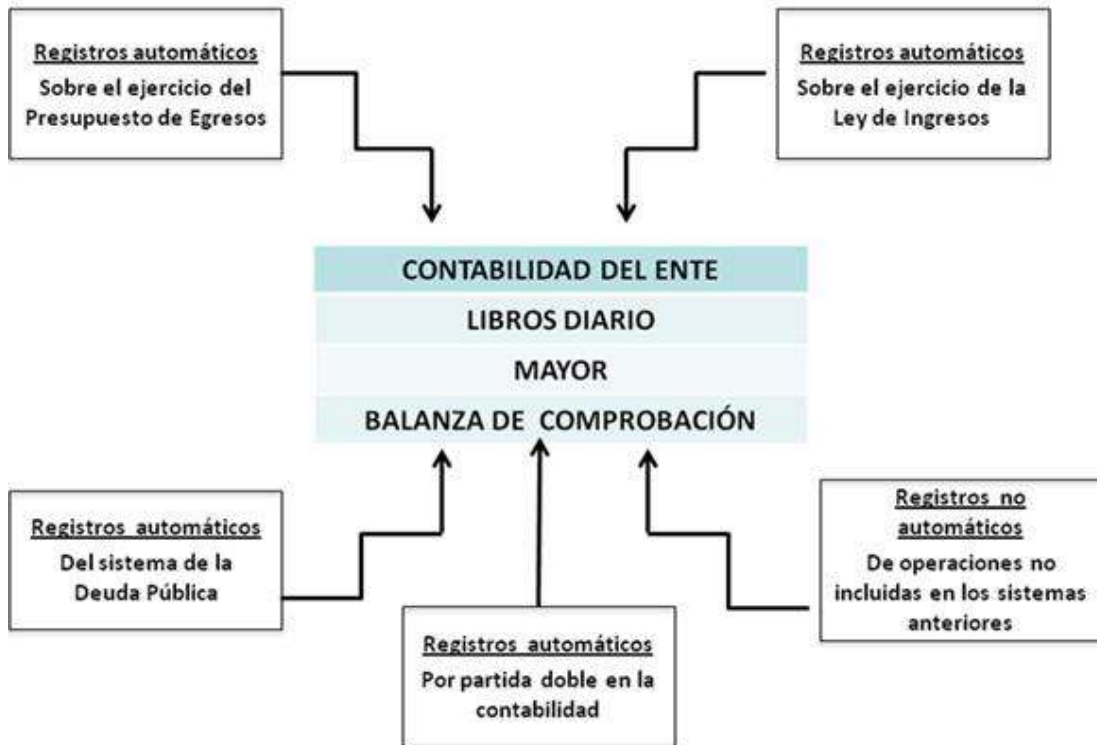 Registros automáticos
Sobre el ejercicio del
Presupuesto de Egresos
Registros automáticos
Sobre el ejercicio de la
Ley de Ingresos
CONTABILIDAD DEL ENTE
LIBROS DIARIO
MAYOR
BALANZA DE COMPROBACIÓN
Registros automáticos
Del sistema de la
Deuda Pública
Registros automáticos
Por partida doble en la
contabilidad
Registros no
automáticos
De operaciones no
incluidas en los sistemas
anteriores